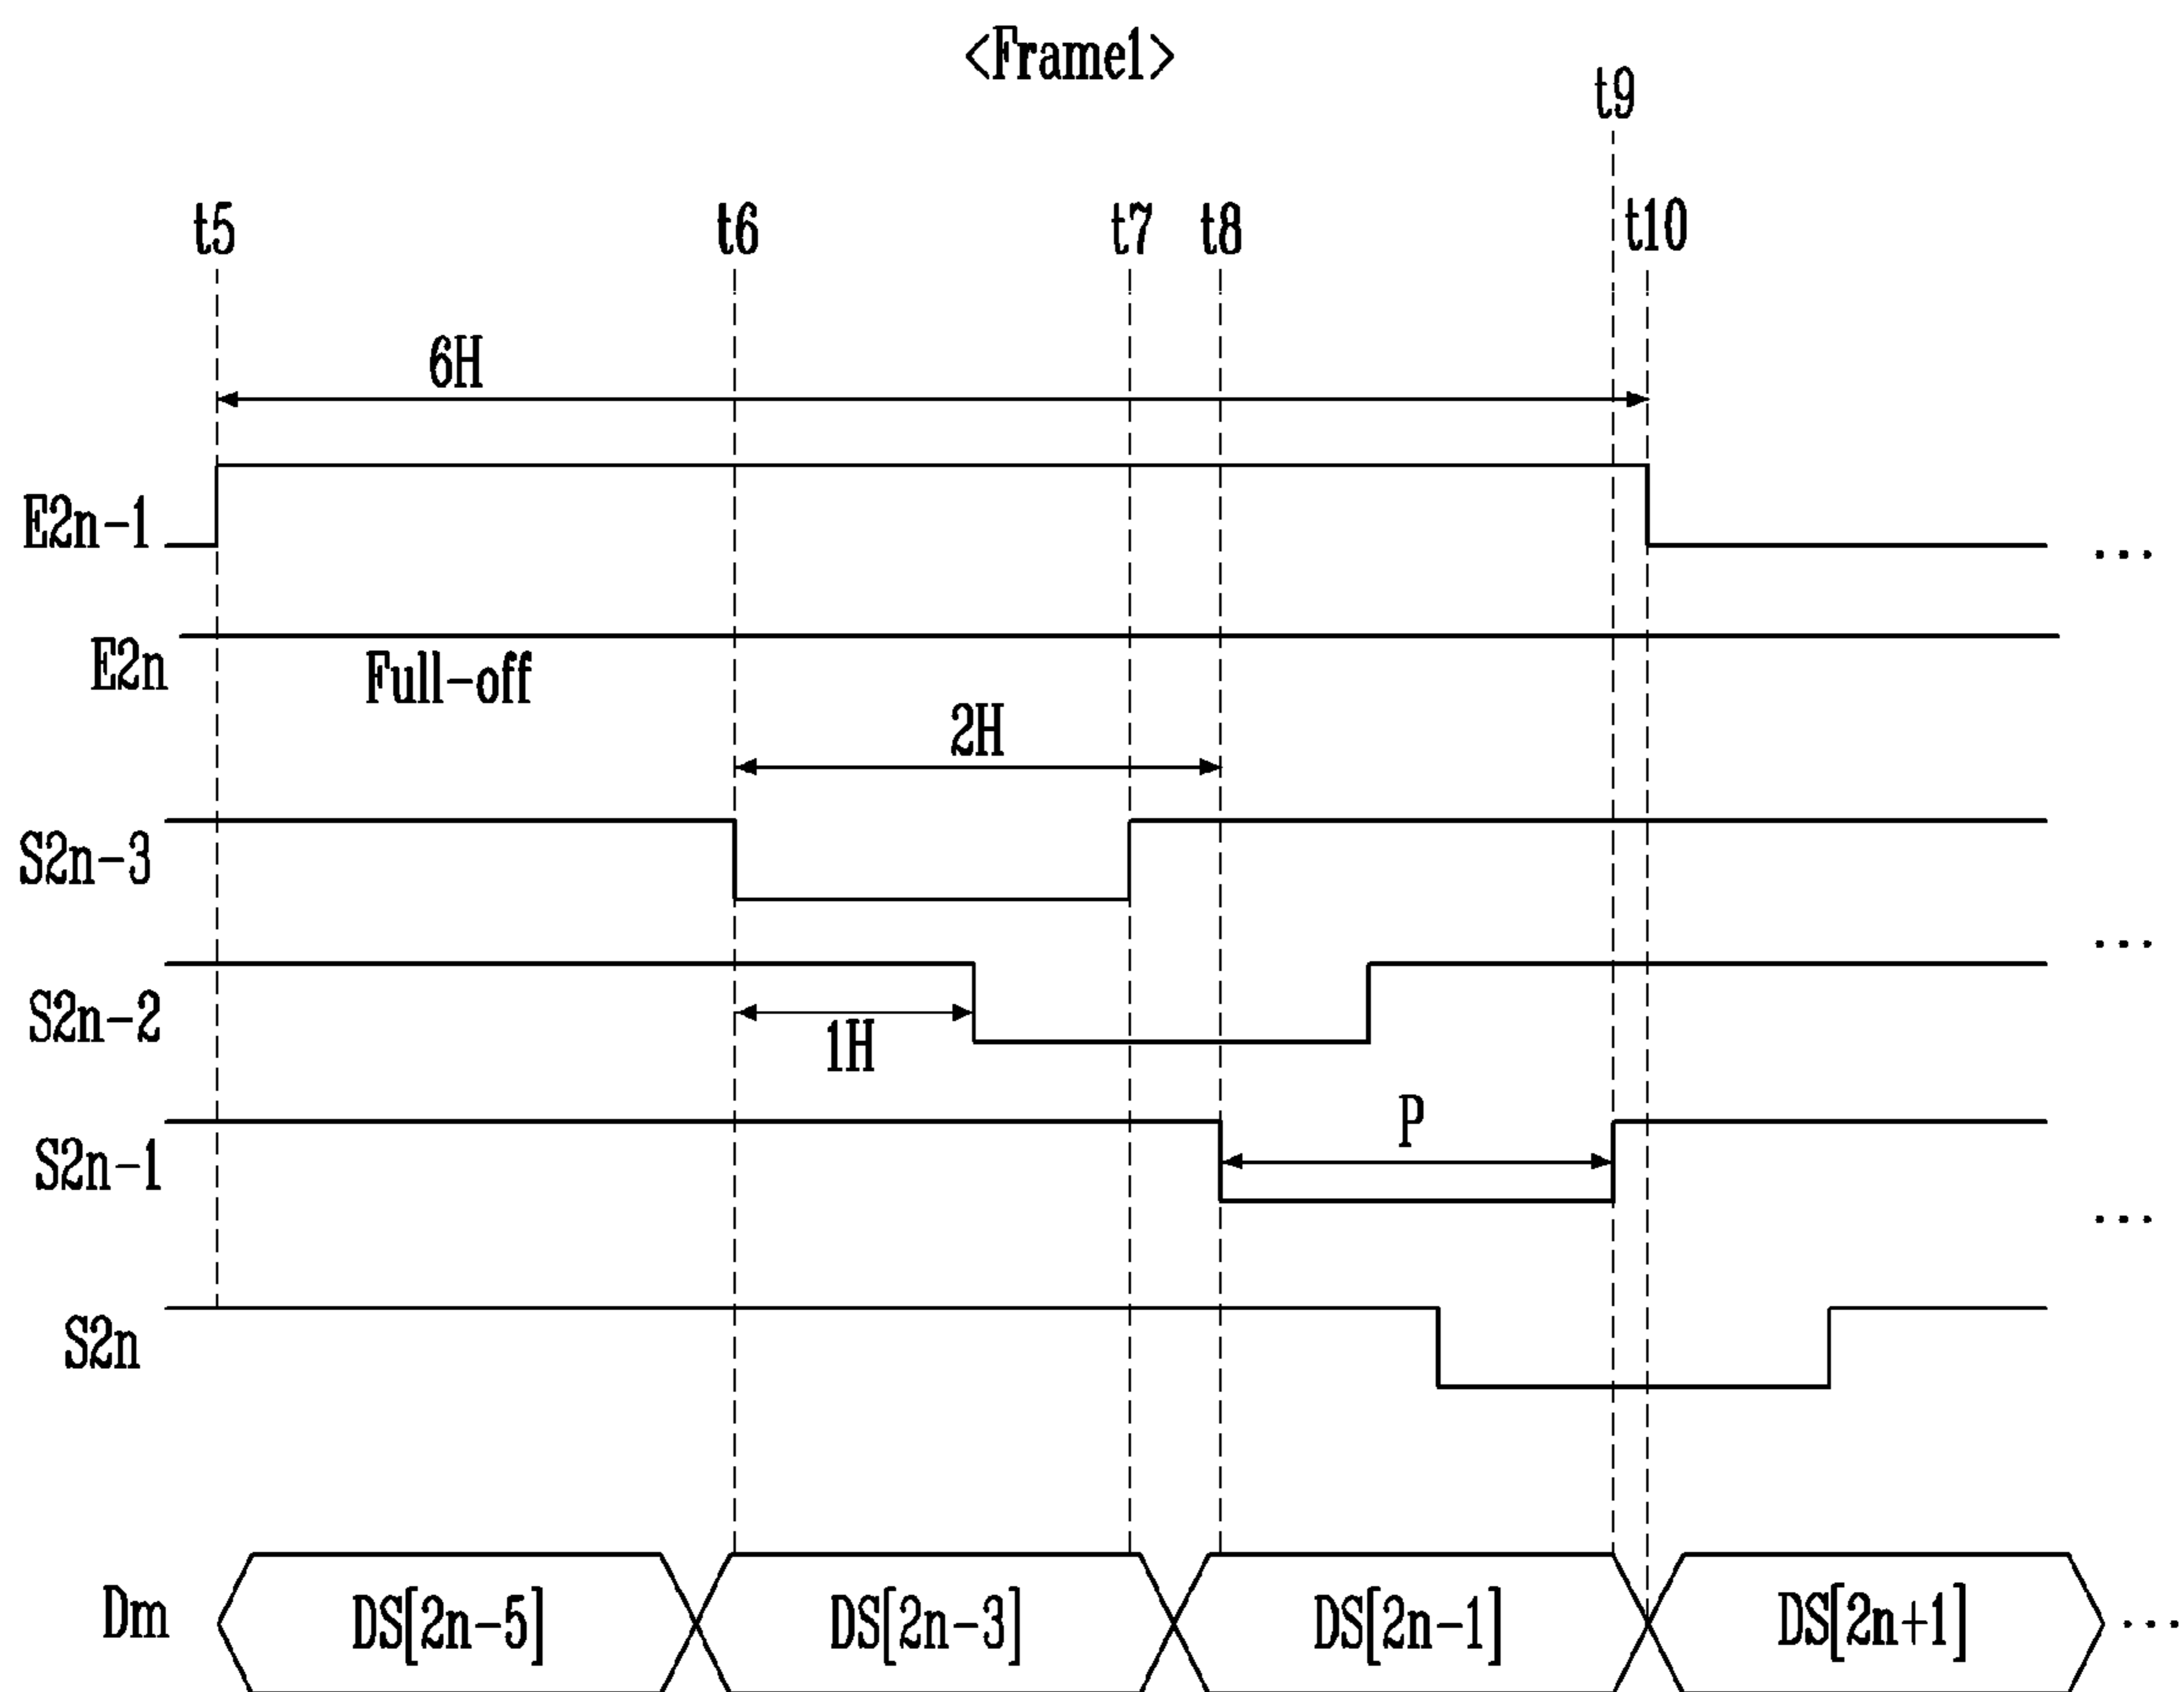 <Frame1>
t9
t5 t6 t7 t8 t10
6H
E2n-1
...
E2n
Full-off
2H
S2n-3
...
S2n-2
1H
P
S2n-1
...
S2n
Dm DS[2n-5] DS[2n-3] DS[2n-1] DS[2n+1] ...